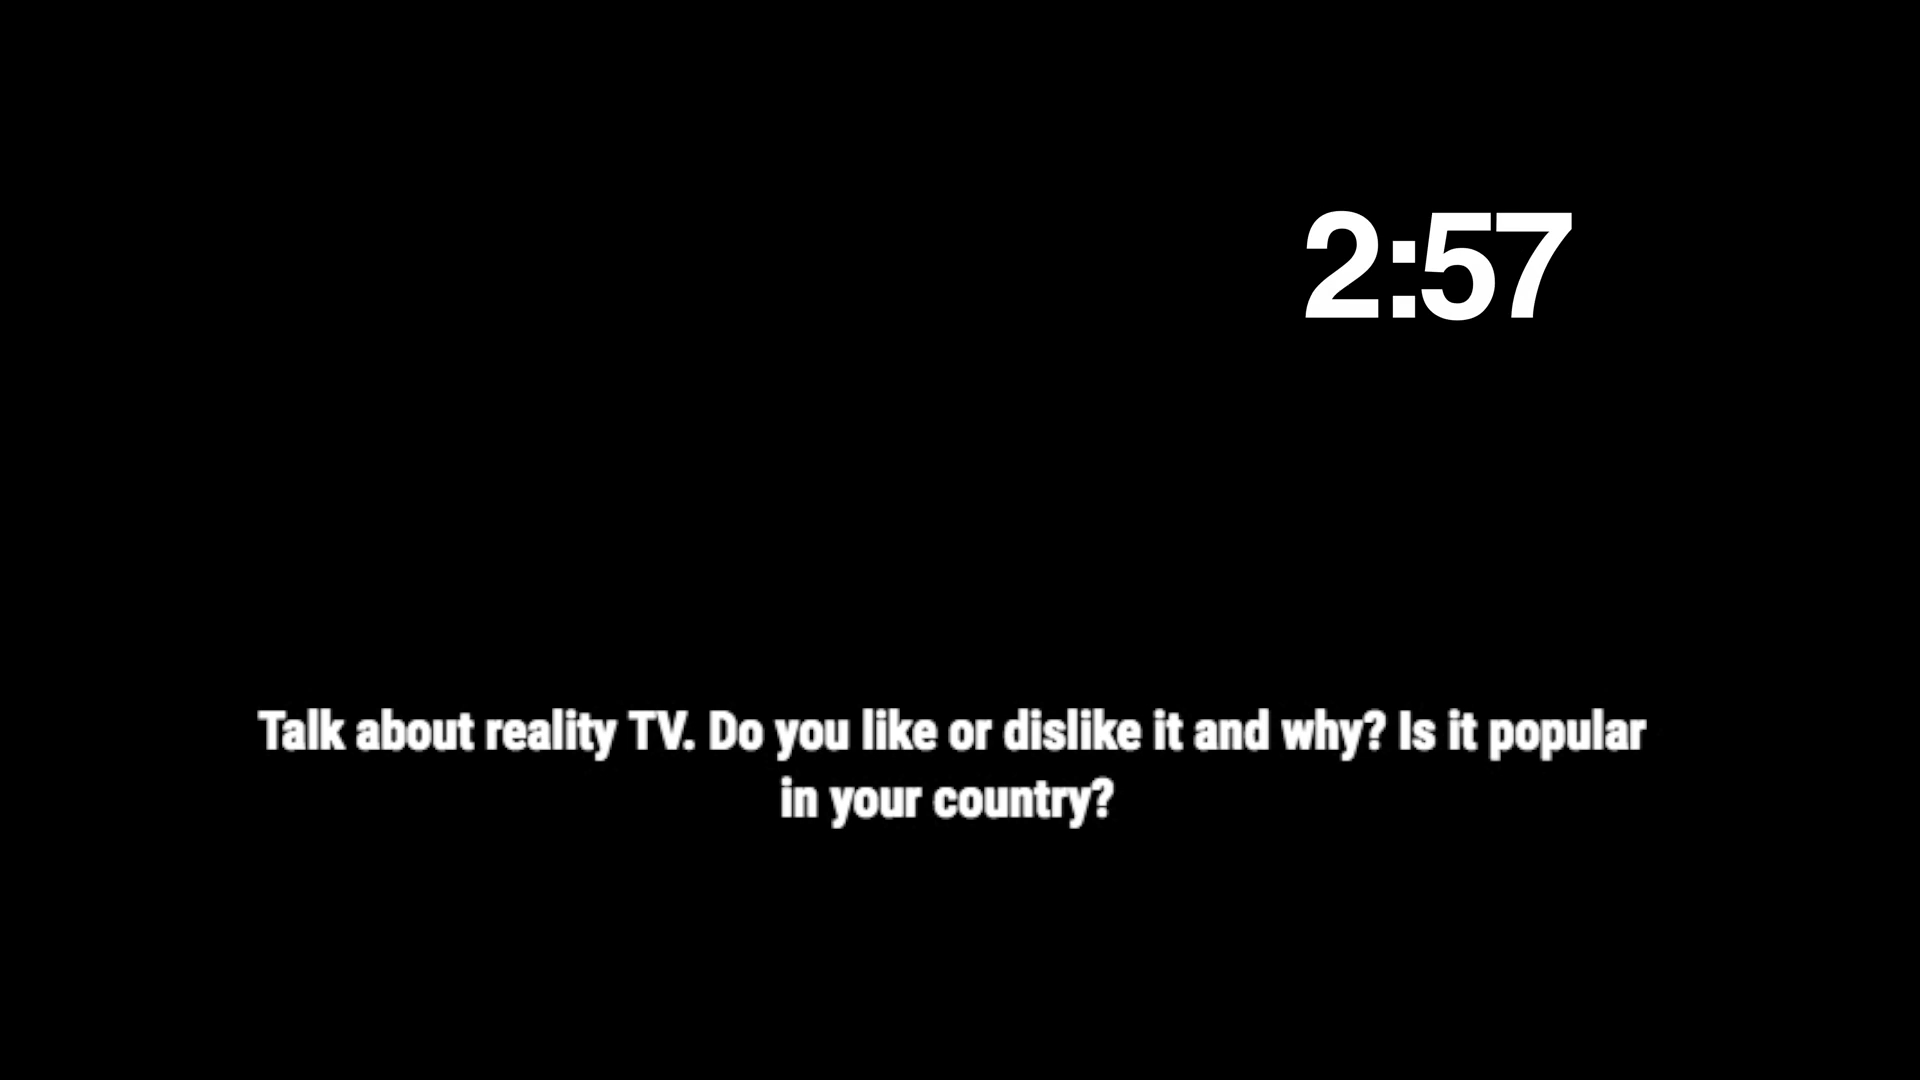 2:57
Talk about reality TV. Do you like or dislike it and why? Is it popular
in your country?